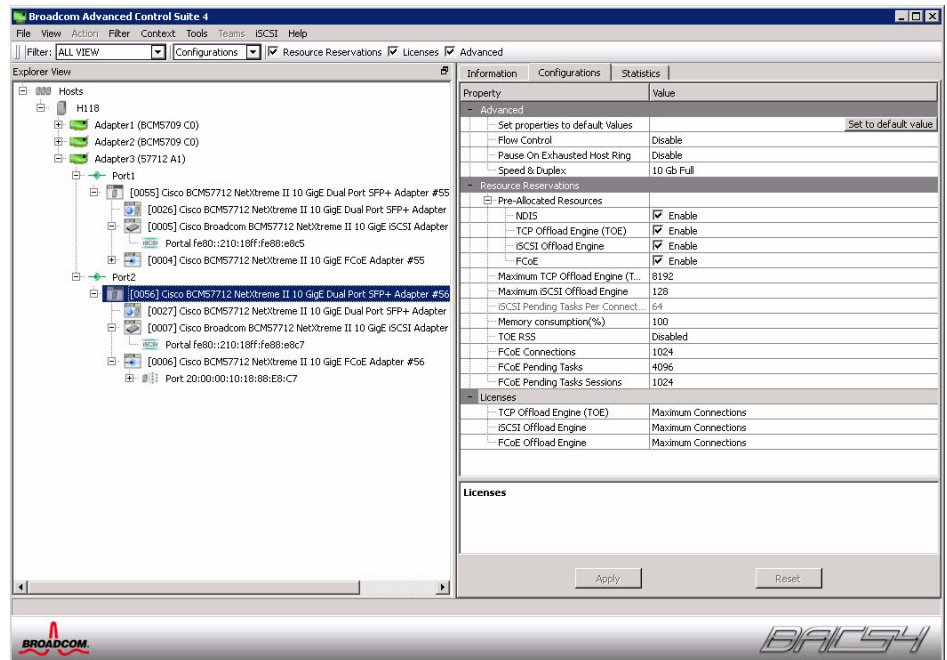 Broadcom Advanced Control Suite 4
File View Action Filter Context Tools Teams iSCSI Help
Filter: ALL VIEW Configurations Resource Reservations Licenses Advanced
Explorer View
Hosts
H118
Adapter1 (BCM5709 C0)
Adapter2 (BCM5709 C0)
Adapter3 (57712 A1)
Port1
[0055] Cisco BCM57712 NetXtreme II 10 GigE Dual Port SFP+ Adapter #55
[0026] Cisco BCM57712 NetXtreme II 10 GigE Dual Port SFP+ Adapter
[0005] Cisco Broadcom BCM57712 NetXtreme II 10 GigE iSCSI Adapter
iSCSI Portal fe80::210:18ff:fe88:e8c5
[0004] Cisco BCM57712 NetXtreme II 10 GigE FCoE Adapter #55
Port2
[0056] Cisco BCM57712 NetXtreme II 10 GigE Dual Port SFP+ Adapter #56
[0027] Cisco BCM57712 NetXtreme II 10 GigE Dual Port SFP+ Adapter
[0007] Cisco Broadcom BCM57712 NetXtreme II 10 GigE iSCSI Adapter
iSCSI Portal fe80::210:18ff:fe88:e8c7
[0006] Cisco BCM57712 NetXtreme II 10 GigE FCoE Adapter #56
Port 20:00:00:10:18:88:E8:C7
Information Configurations Statistics
Property Value
Advanced
Set properties to default Values Set to default value
Flow Control Disable
Pause On Exhausted Host Ring Disable
Speed & Duplex 10 Gb Full
Resource Reservations
Pre-Allocated Resources
NDIS Enable
TCP Offload Engine (TOE) Enable
iSCSI Offload Engine Enable
FCoE Enable
Maximum TCP Offload Engine (T... 8192
Maximum iSCSI Offload Engine 128
iSCSI Pending Tasks Per Connect... 64
Memory consumption(%) 100
TOE RSS Disabled
FCoE Connections 1024
FCoE Pending Tasks 4096
FCoE Pending Tasks Sessions 1024
Licenses
TCP Offload Engine (TOE) Maximum Connections
iSCSI Offload Engine Maximum Connections
FCoE Offload Engine Maximum Connections
Licenses
Apply Reset
BROADCOM. BACS4